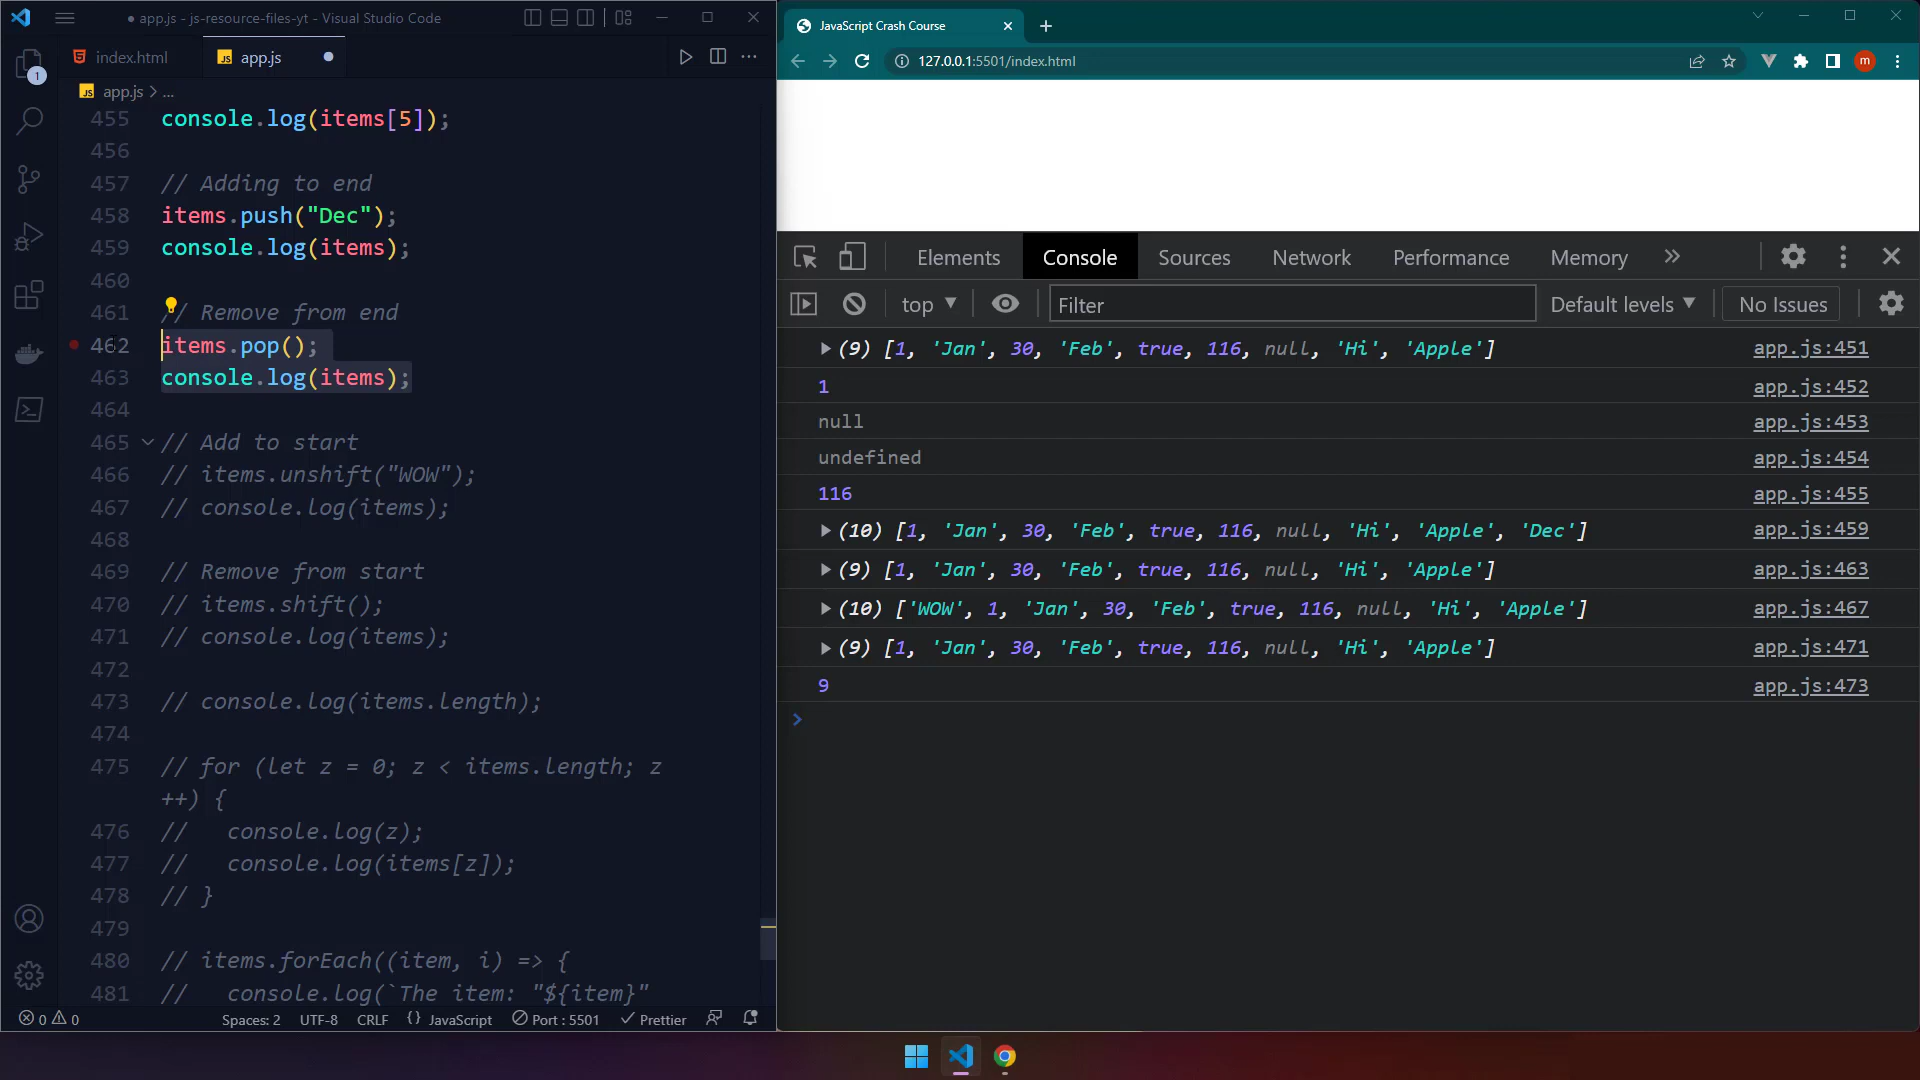 app.js - js-resource-files-yt - Visual Studio Code
1
index.html
JS app.js
JS app.js > ...
455 console.log(items[5]);
456
457 // Adding to end
458 items.push("Dec");
459 console.log(items);
460
461 // Remove from end
462 items.pop();
463 console.log(items);
464
465 // Add to start
466 // items.unshift("WOW");
467 // console.log(items);
468
469 // Remove from start
470 // items.shift();
471 // console.log(items);
472
473 // console.log(items.length);
474
475 // for (let z = 0; z < items.length; z
++) {
476 //   console.log(z);
477 //   console.log(items[z]);
478 // }
479
480 // items.forEach((item, i) => {
481 //   console.log(`The item: "${item}"
0 0 Spaces: 2 UTF-8 CRLF {} JavaScript Port : 5501 Prettier
JavaScript Crash Course
127.0.0.1:5501/index.html
m
Elements Console Sources Network Performance Memory
top Filter Default levels No Issues
(9) [1, 'Jan', 30, 'Feb', true, 116, null, 'Hi', 'Apple'] app.js:451
1 app.js:452
null app.js:453
undefined app.js:454
116 app.js:455
(10) [1, 'Jan', 30, 'Feb', true, 116, null, 'Hi', 'Apple', 'Dec'] app.js:459
(9) [1, 'Jan', 30, 'Feb', true, 116, null, 'Hi', 'Apple'] app.js:463
(10) ['WOW', 1, 'Jan', 30, 'Feb', true, 116, null, 'Hi', 'Apple'] app.js:467
(9) [1, 'Jan', 30, 'Feb', true, 116, null, 'Hi', 'Apple'] app.js:471
9 app.js:473